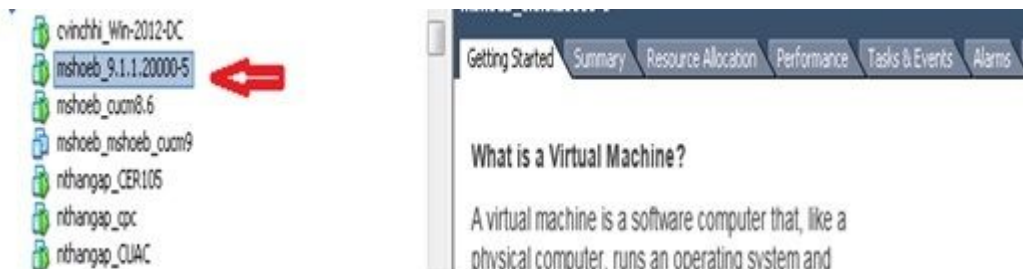 cvinchhi_Win-2012-DC
mshoeb_9.1.1.20000-5
mshoeb_cucm8.6
mshoeb_mshoeb_cucm9
nthangap_CER105
nthangap_cpc
nthangap_CUAC
Getting Started Summary Resource Allocation Performance Tasks & Events Alarms
What is a Virtual Machine?
A virtual machine is a software computer that, like a
physical computer, runs an operating system and